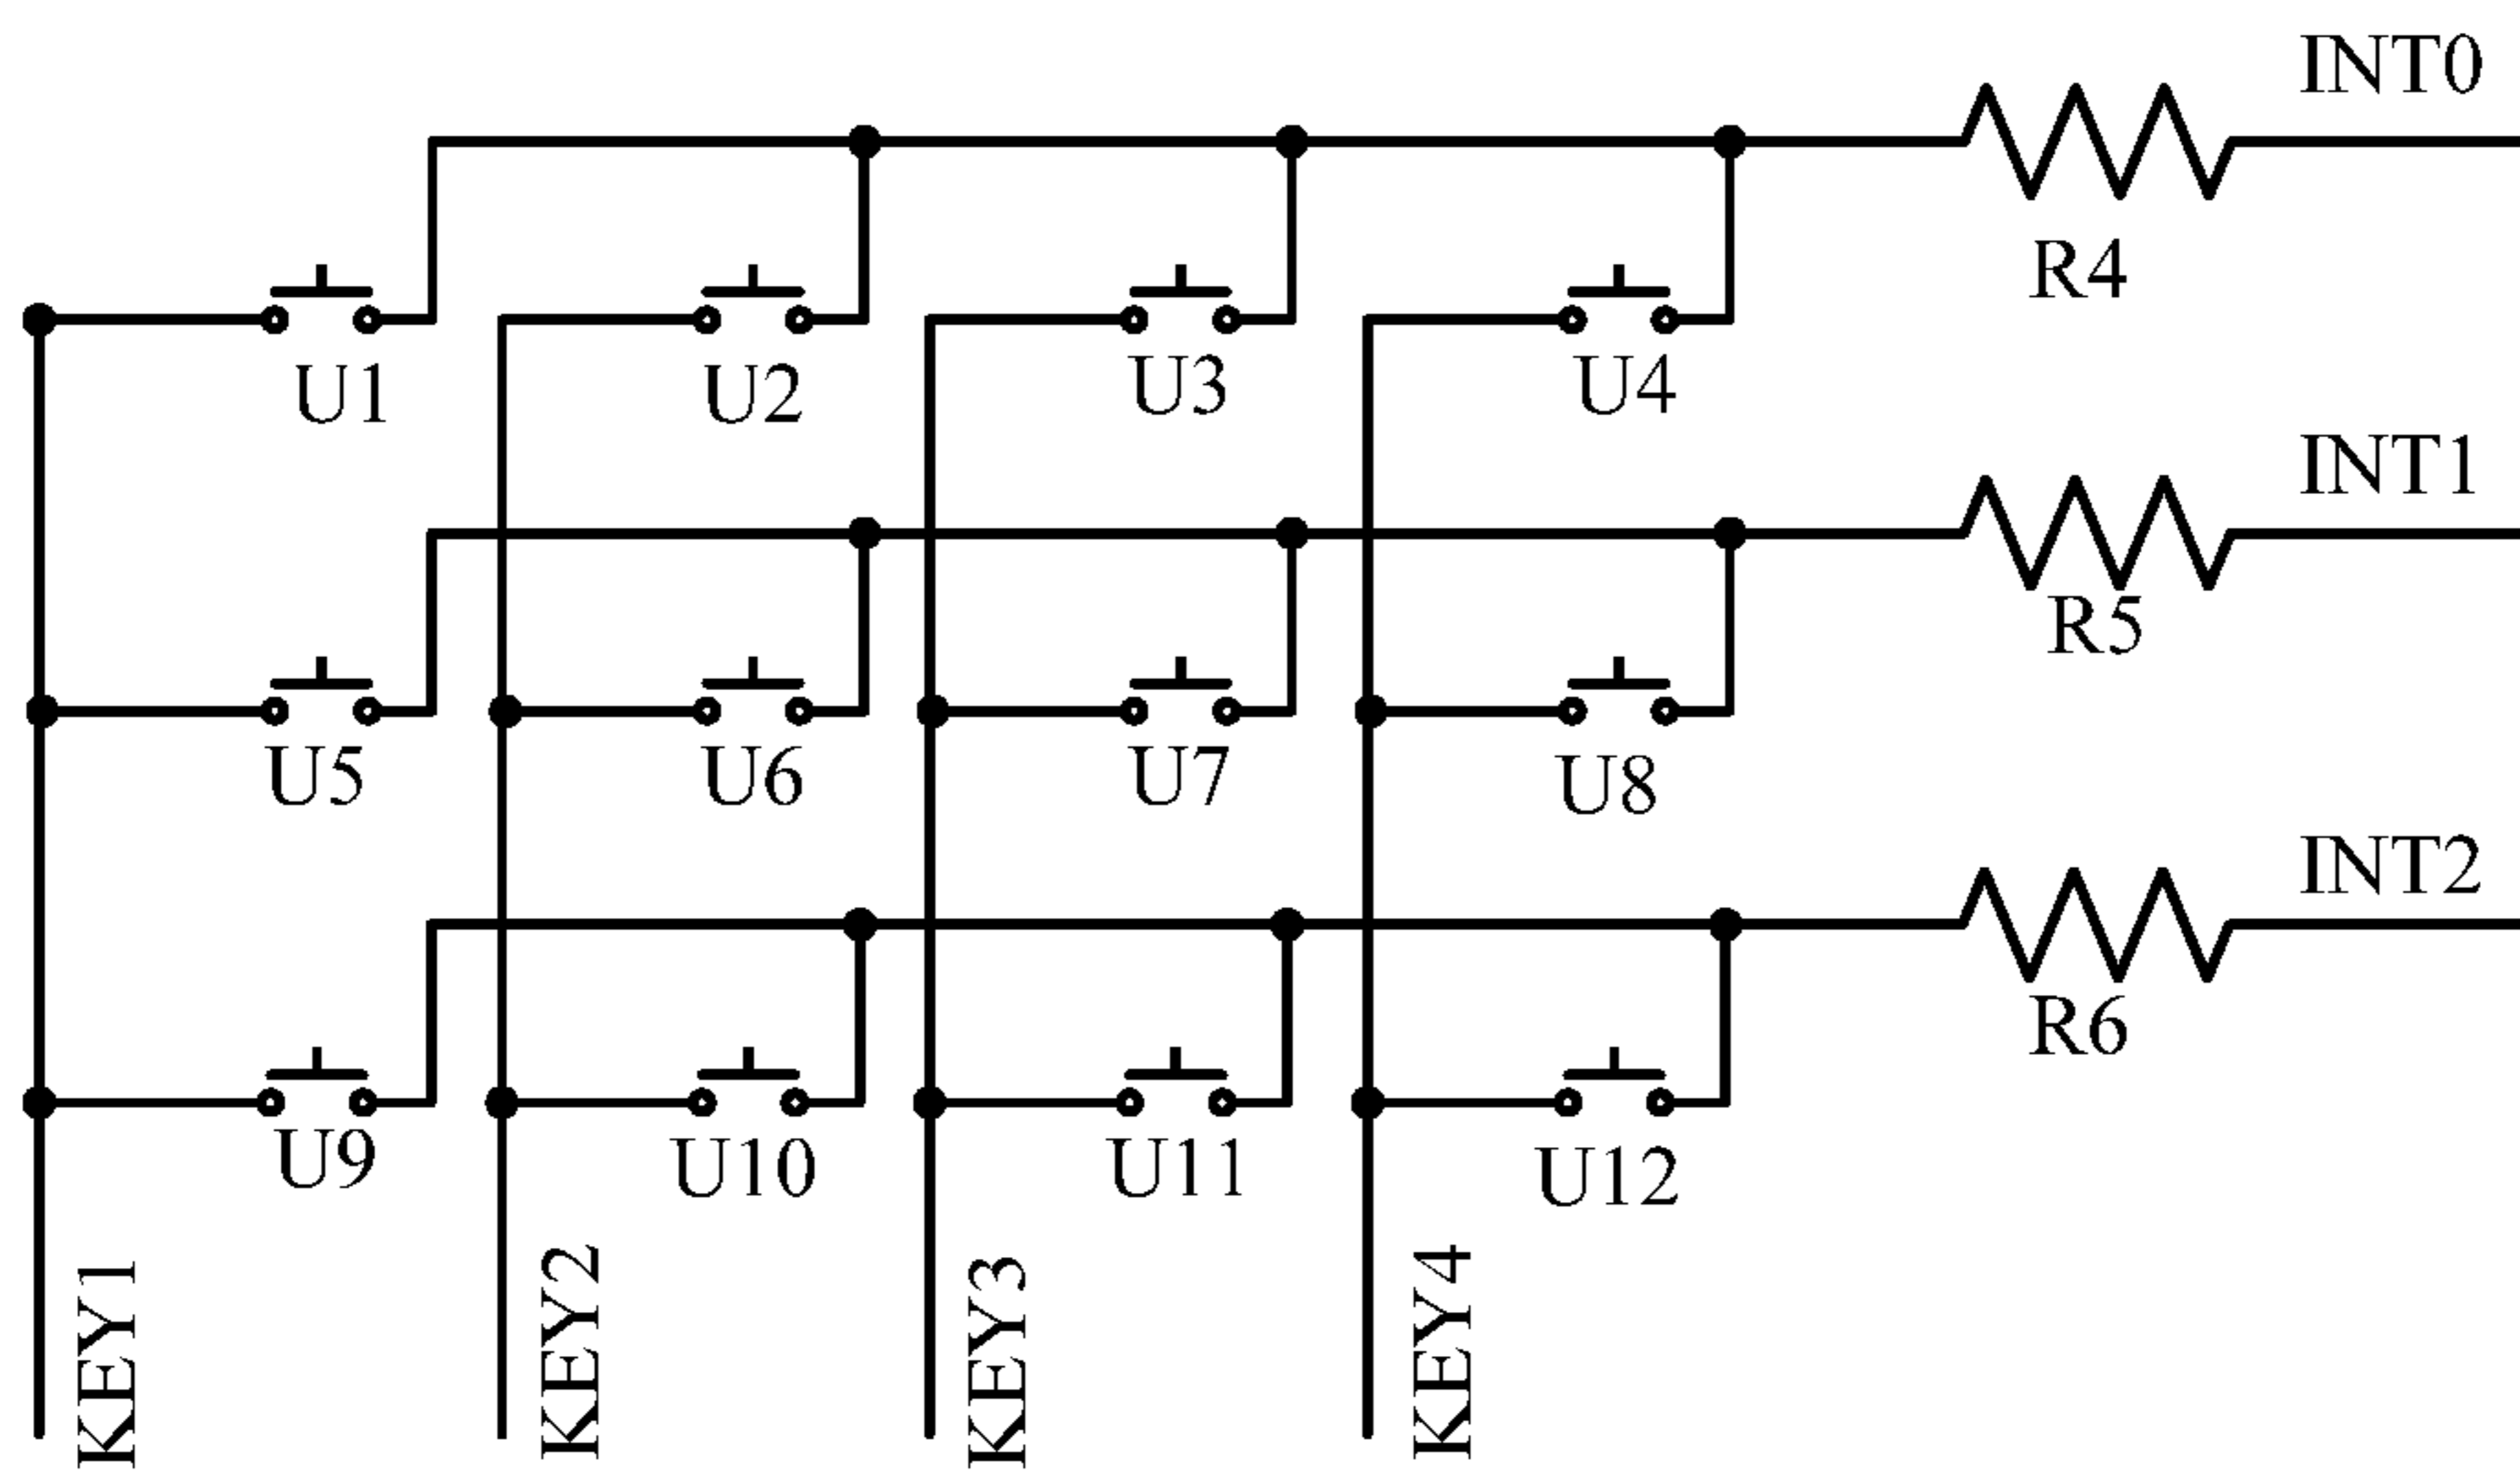 INT0
R4
U1 U2 U3 U4
INT1
R5
U5 U6 U7 U8
INT2
R6
U9 U10 U11 U12
KEY1 KEY2 KEY3 KEY4